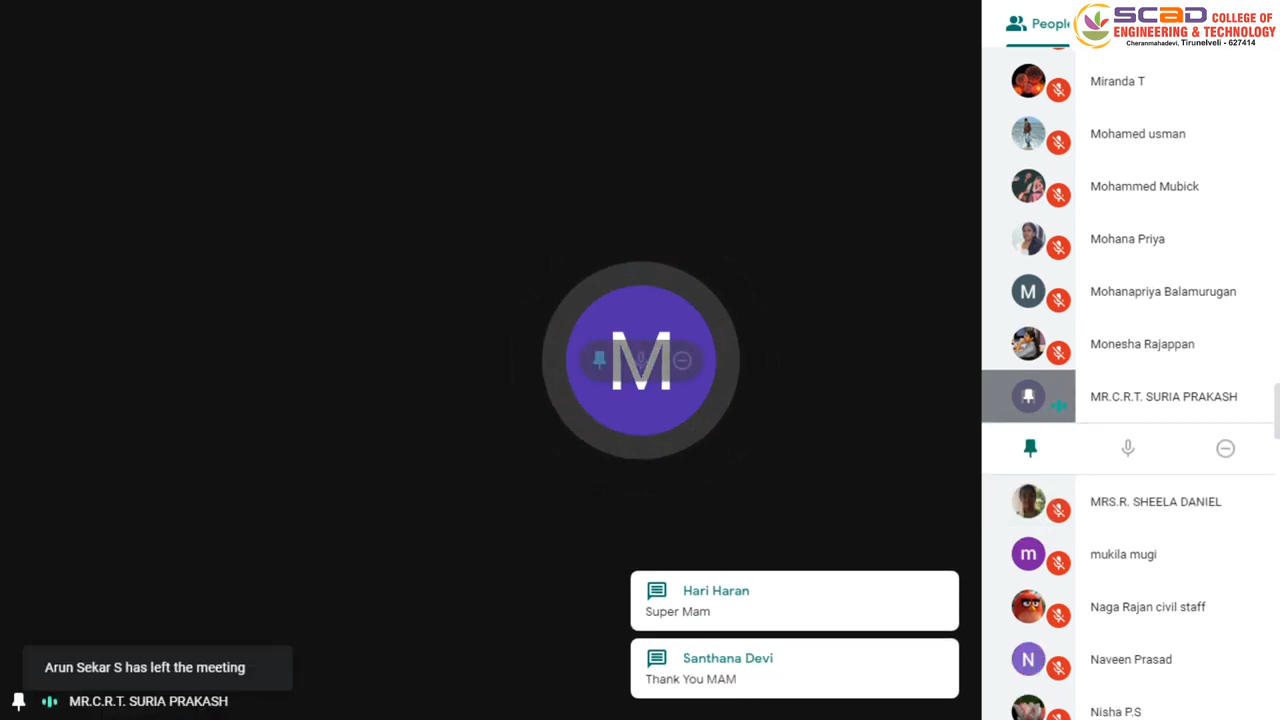 People
SCAD COLLEGE OF
ENGINEERING & TECHNOLOGY
Cheranmahadevi, Tirunelveli - 627414
Miranda T
Mohamed usman
Mohammed Mubick
Mohana Priya
M
Mohanapriya Balamurugan
Monesha Rajappan
MR.C.R.T. SURIA PRAKASH
MRS.R. SHEELA DANIEL
m
mukila mugi
Naga Rajan civil staff
N
Naveen Prasad
Nisha P.S
M
Hari Haran
Super Mam
Santhana Devi
Thank You MAM
Arun Sekar S has left the meeting
MR.C.R.T. SURIA PRAKASH